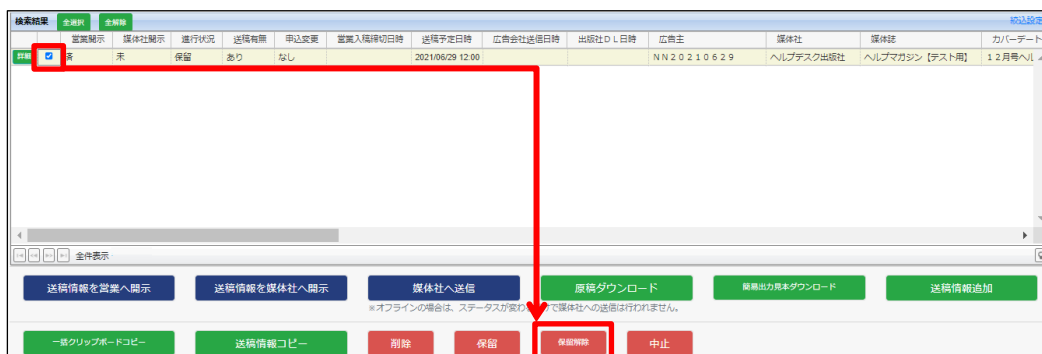 検索結果 全選択 全解除 絞込設定
営業開示 媒体社開示 進行状況 送稿有無 申込変更 営業入稿締切日時 送稿予定日時 広告会社送信日時 出版社DL日時 広告主 媒体社 媒体誌 カバーデート
詳細 済 未 保留 あり なし 2021/06/29 12:00 NN20210629 ヘルプデスク出版社 ヘルプマガジン【テスト用】 12月号ヘル
全件表示
送稿情報を営業へ開示 送稿情報を媒体社へ開示 媒体社へ送信 原稿ダウンロード 簡易出力見本ダウンロード 送稿情報追加
※オフラインの場合は、ステータスが変わ で媒体社への送信は行われません。
一括クリップボードコピー 送稿情報コピー 削除 保留 保留解除 中止